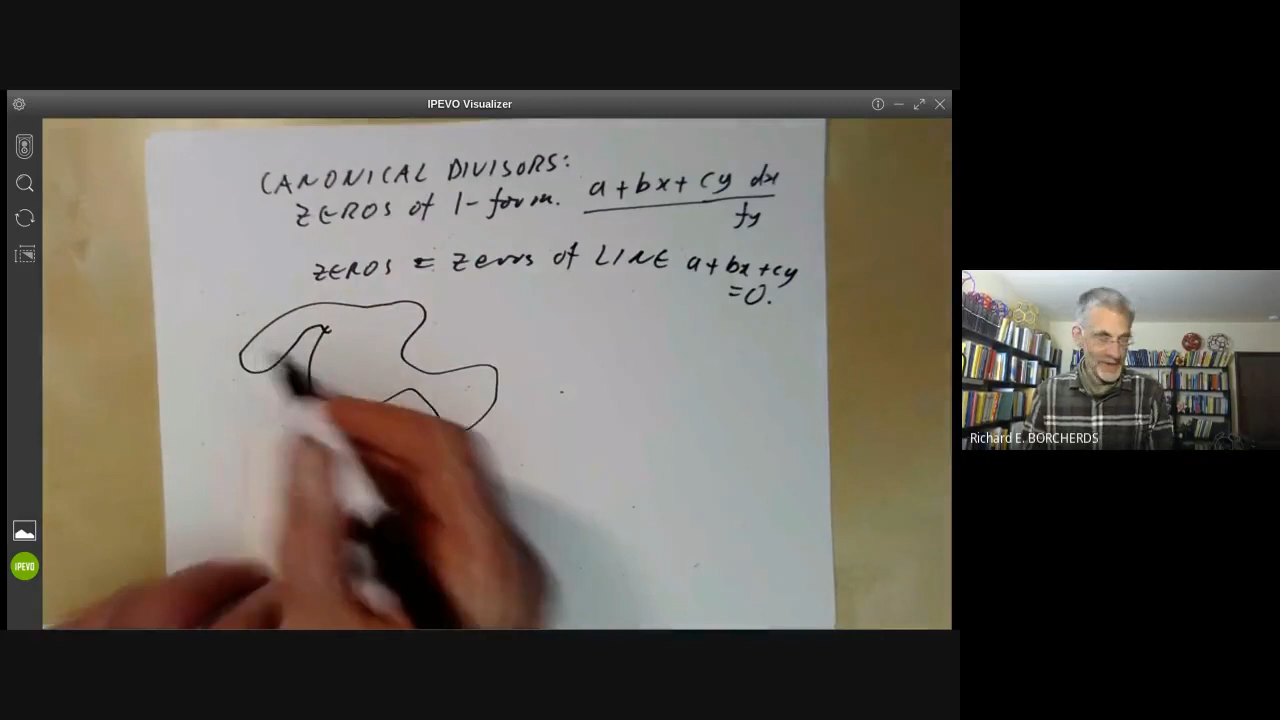 IPEVO Visualizer
CANONICAL DIVISORS:
ZEROS of 1-form. a+bx+cy dx
fy
ZEROS = zeros of LINE a+bx+cy
=0.
Richard E. BORCHERDS
IPEVO